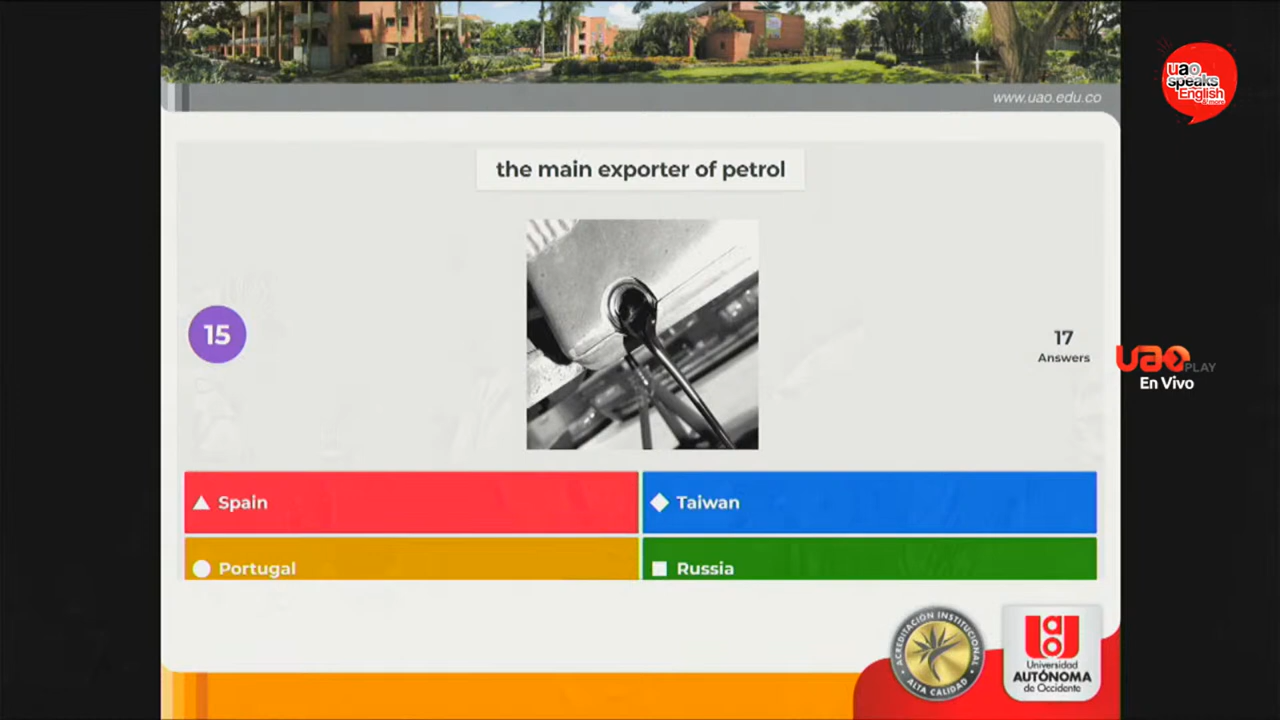 www.uao.edu.co
uao
speaks
English
& more
the main exporter of petrol
15
17
Answers
uao PLAY
En Vivo
Spain
Taiwan
Portugal
Russia
ACREDITACIÓN INSTITUCIONAL
ALTA CALIDAD
uao
Universidad
AUTÓNOMA
de Occidente